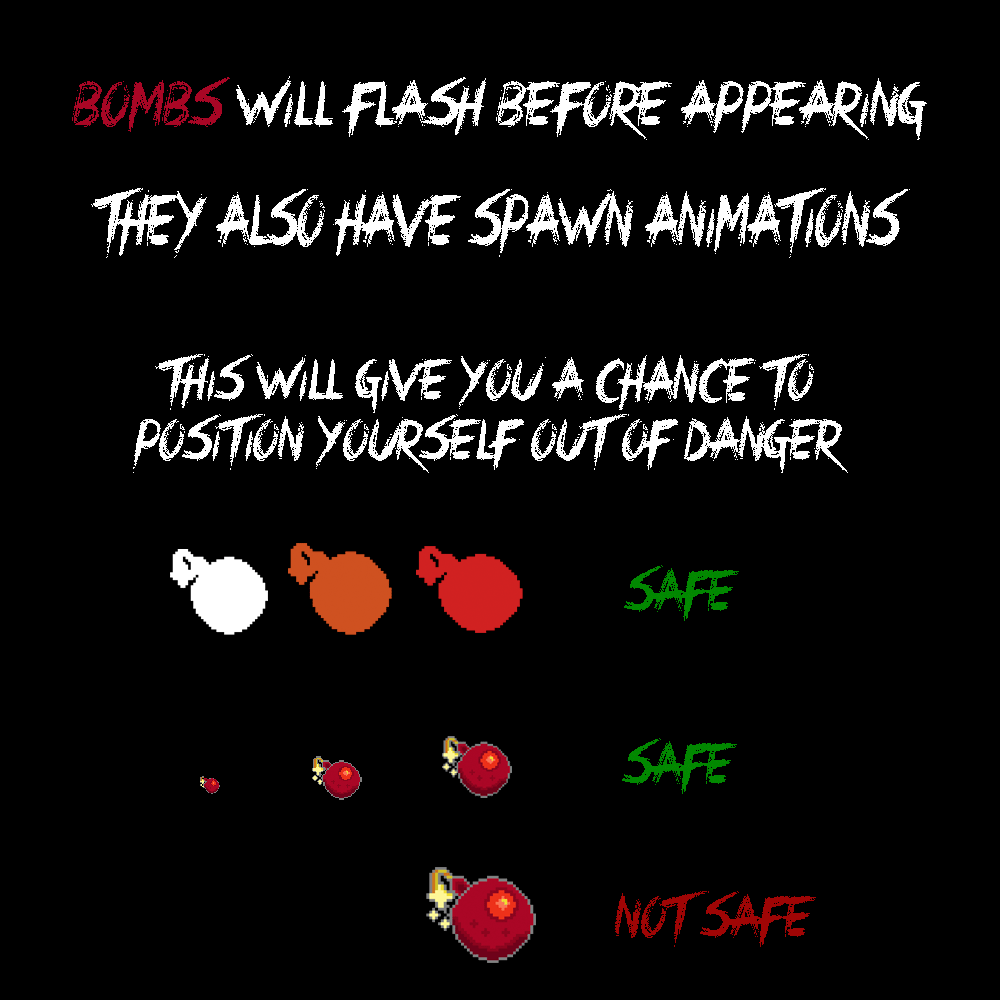 BOMBS WILL FLASH BEFORE APPEARING
THEY ALSO HAVE SPAWN ANIMATIONS
THIS WILL GIVE YOU A CHANCE TO
POSITION YOURSELF OUT OF DANGER
SAFE
SAFE
NOT SAFE